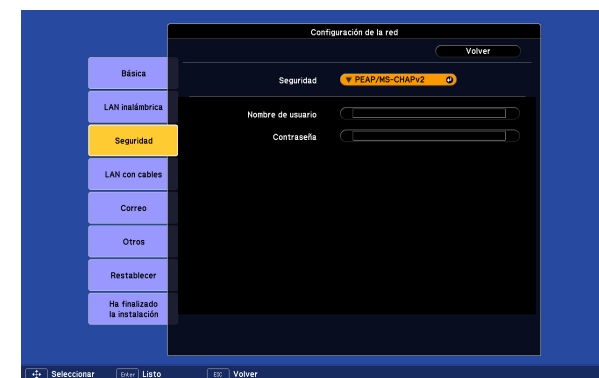 Configuración de la red
Volver
Básica
Seguridad
PEAP/MS-CHAPv2
LAN inalámbrica
Nombre de usuario
Seguridad
Contraseña
LAN con cables
Correo
Otros
Restablecer
Ha finalizado
la instalación
Seleccionar Enter Listo ESC Volver